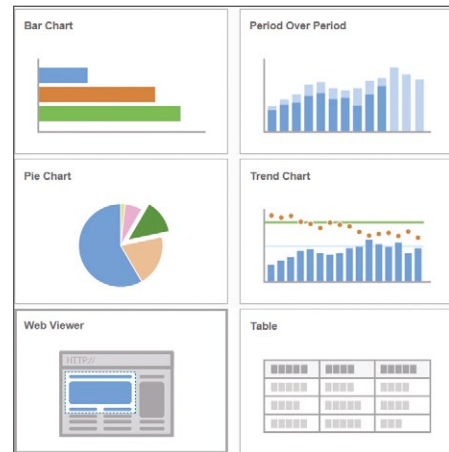 Bar Chart
Period Over Period
Pie Chart
Trend Chart
Web Viewer
HTTP://
Table